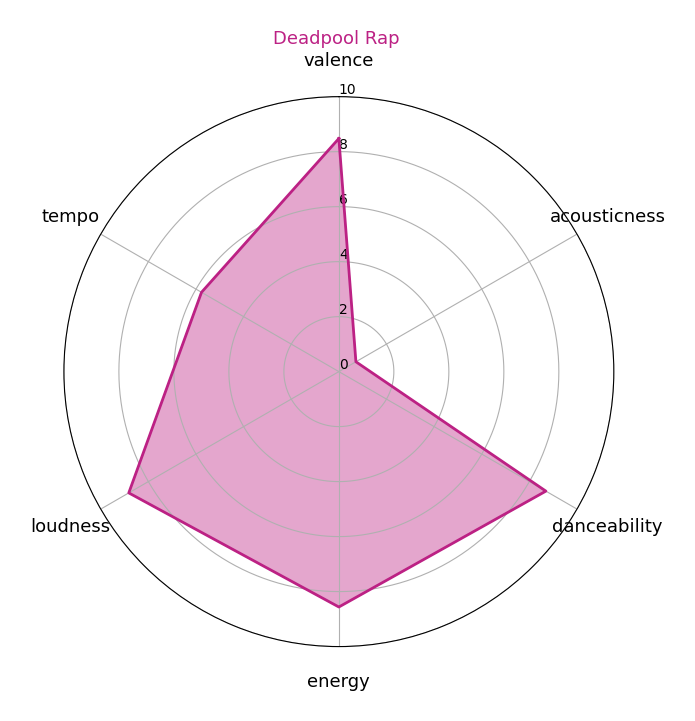 Deadpool Rap
valence
10
8
tempo
acousticness
6
4
2
0
loudness
danceability
energy